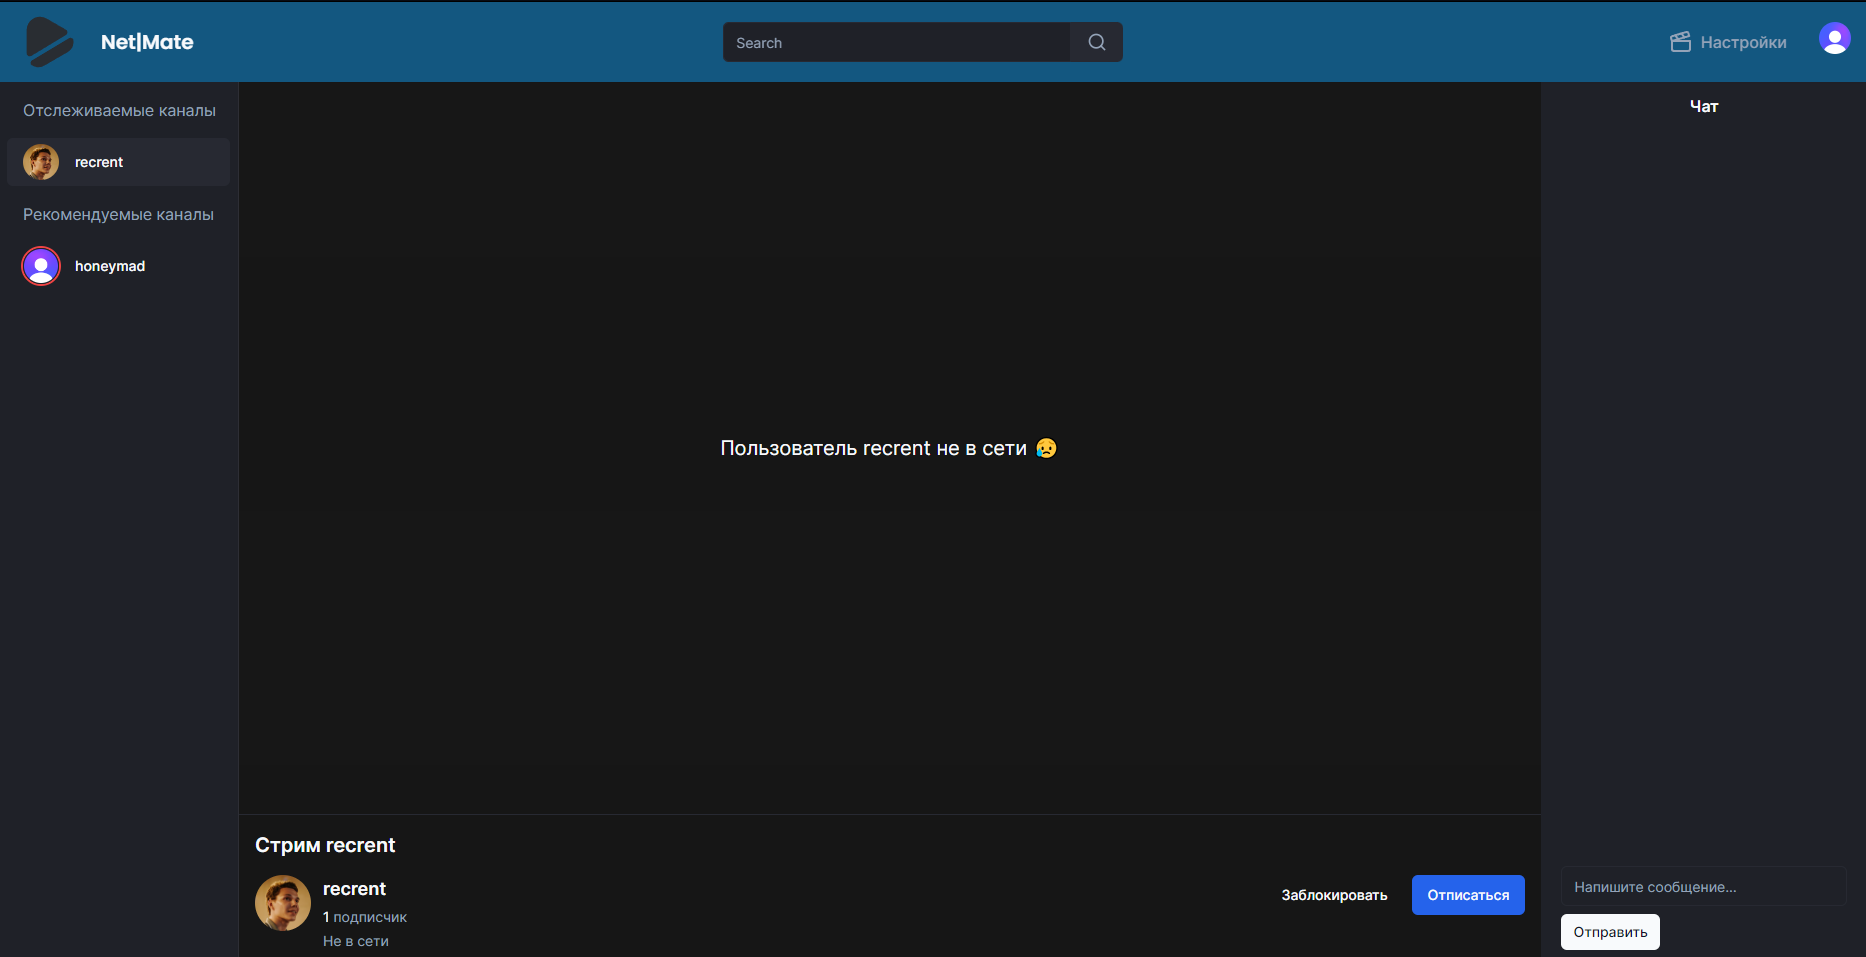 Net|Mate
Search
Настройки
Отслеживаемые каналы
recrent
Рекомендуемые каналы
honeymad
Пользователь recrent не в сети 😥
Стрим recrent
recrent
1 подписчик
Не в сети
Заблокировать
Отписаться
Чат
Напишите сообщение...
Отправить